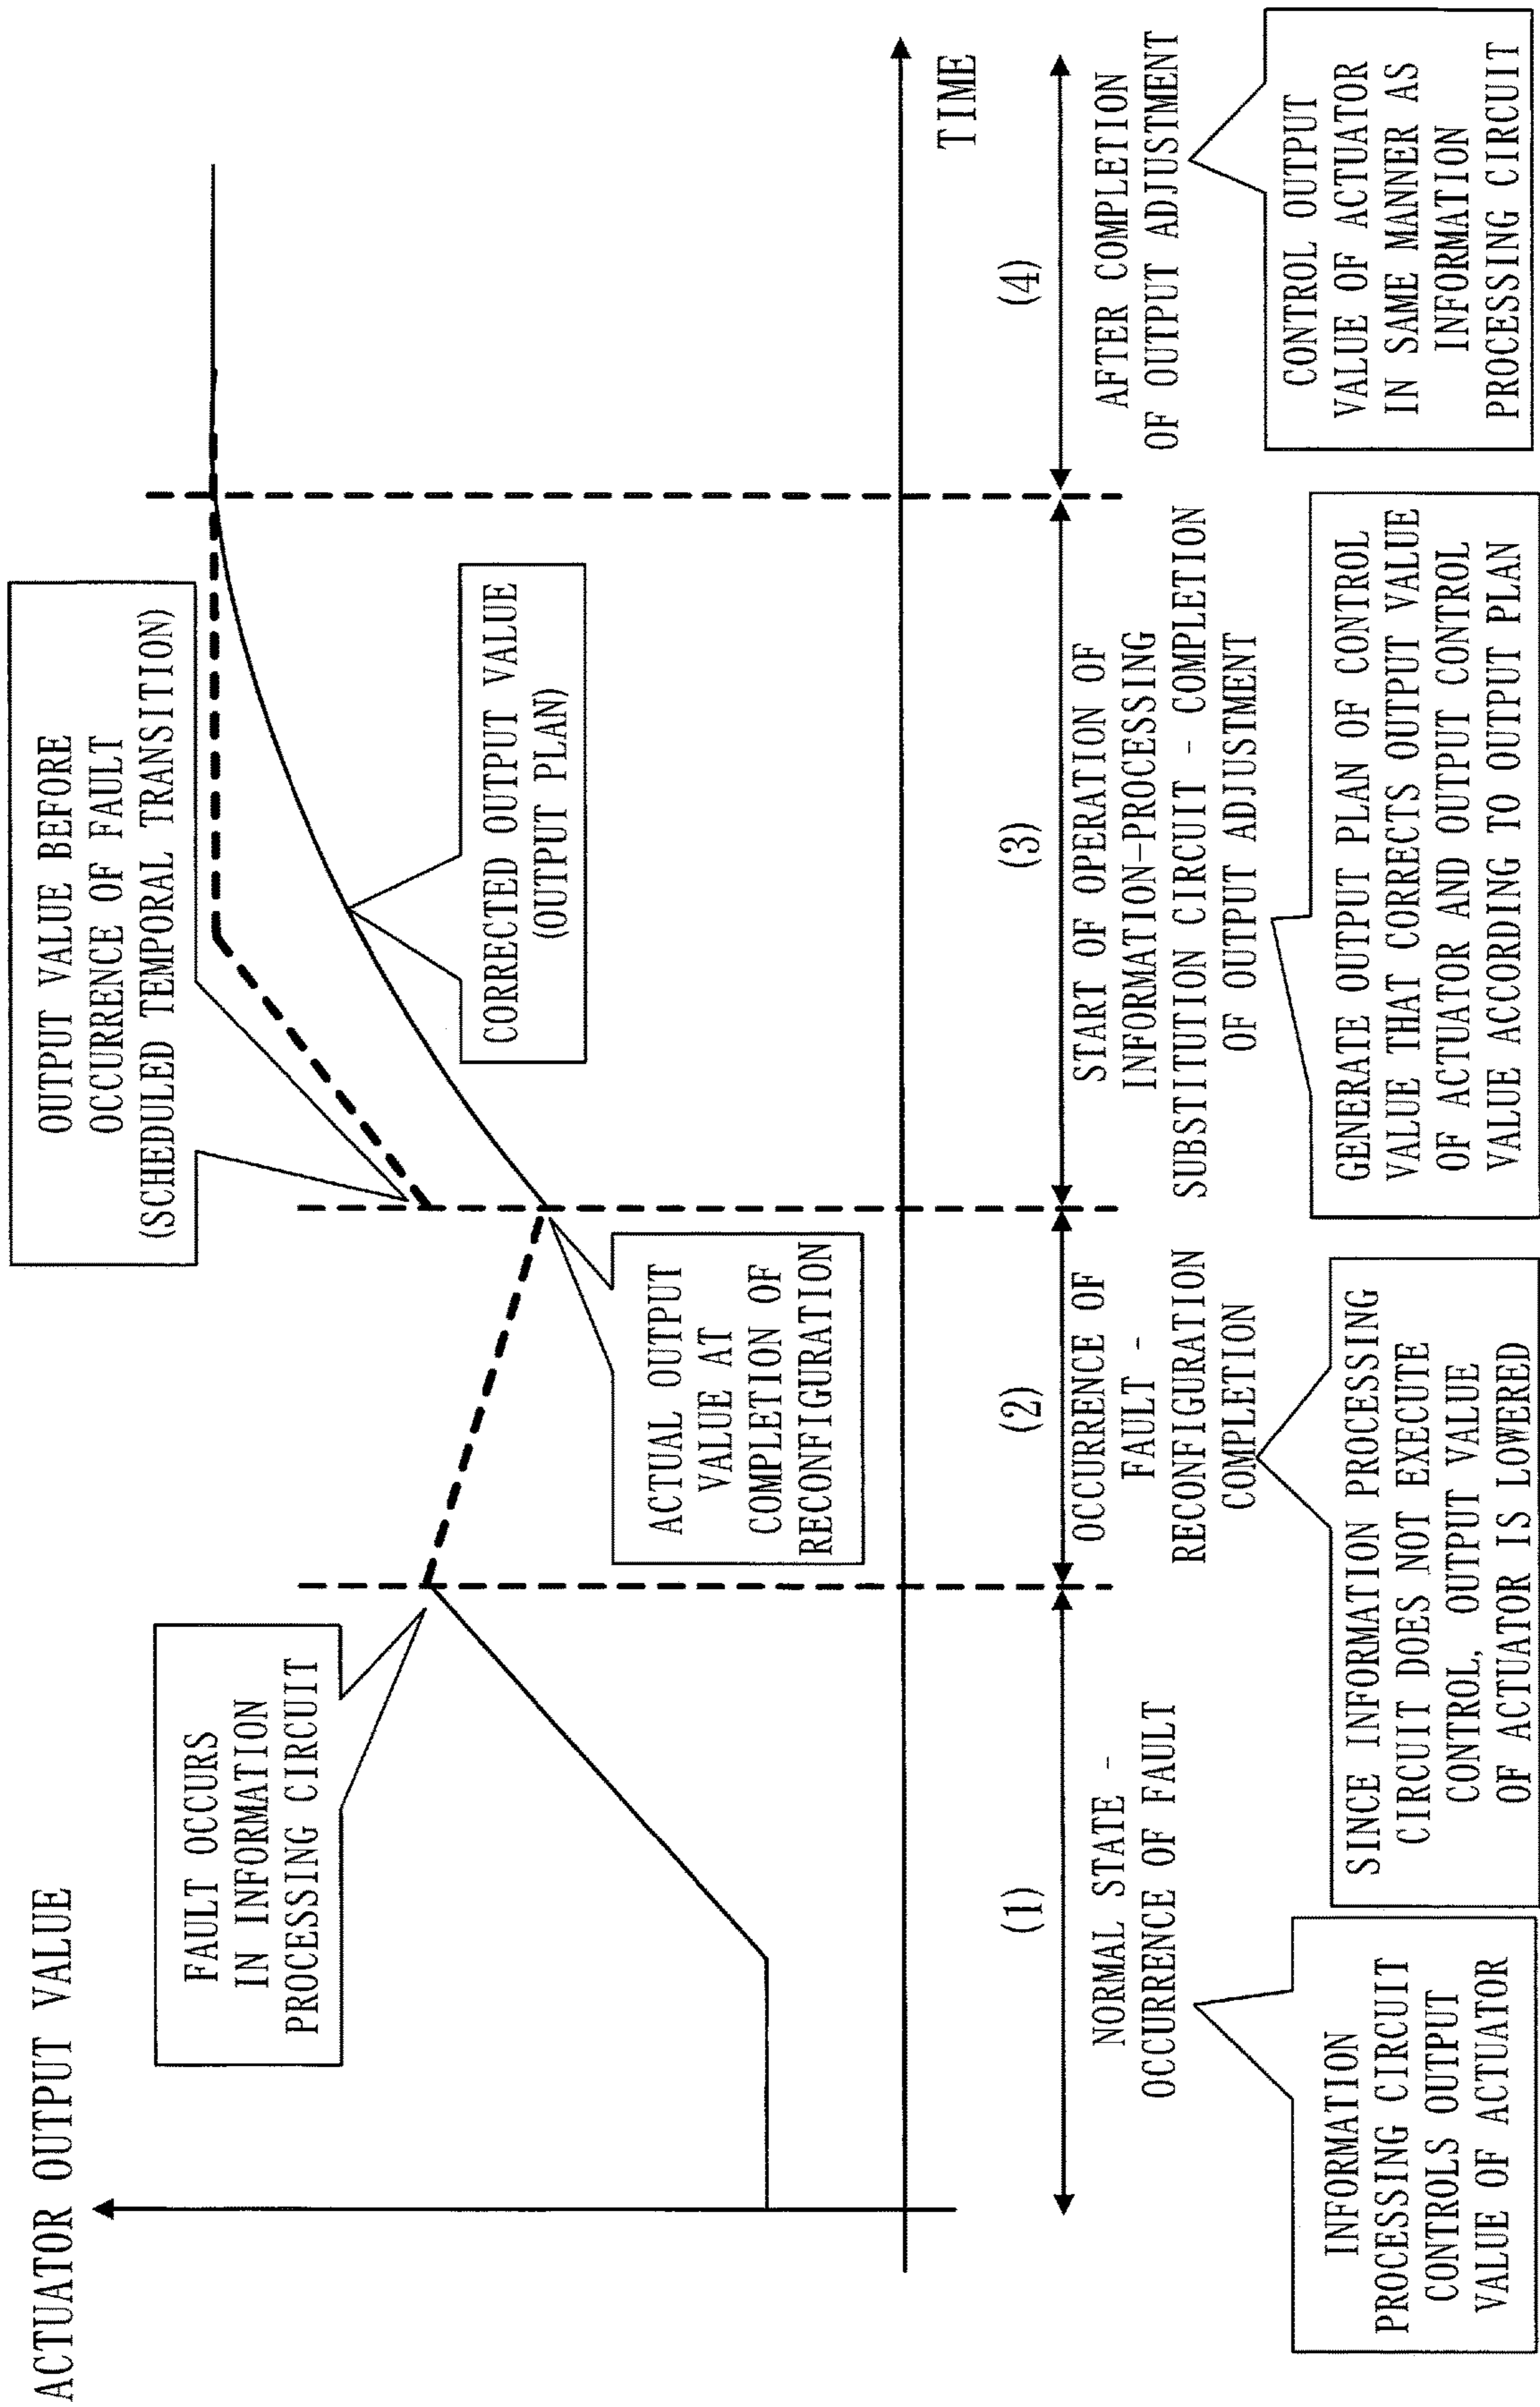 ACTUATOR OUTPUT VALUE
FAULT OCCURS
IN INFORMATION
PROCESSING CIRCUIT
OUTPUT VALUE BEFORE
OCCURRENCE OF FAULT
(SCHEDULED TEMPORAL TRANSITION)
CORRECTED OUTPUT VALUE
(OUTPUT PLAN)
ACTUAL OUTPUT
VALUE AT
COMPLETION OF
RECONFIGURATION
TIME
(1)
NORMAL STATE -
OCCURRENCE OF FAULT
(2)
OCCURRENCE OF
FAULT -
RECONFIGURATION
COMPLETION
(3)
START OF OPERATION OF
INFORMATION-PROCESSING
SUBSTITUTION CIRCUIT - COMPLETION
OF OUTPUT ADJUSTMENT
(4)
AFTER COMPLETION
OF OUTPUT ADJUSTMENT
INFORMATION
PROCESSING CIRCUIT
CONTROLS OUTPUT
VALUE OF ACTUATOR
SINCE INFORMATION PROCESSING
CIRCUIT DOES NOT EXECUTE
CONTROL, OUTPUT VALUE
OF ACTUATOR IS LOWERED
GENERATE OUTPUT PLAN OF CONTROL
VALUE THAT CORRECTS OUTPUT VALUE
OF ACTUATOR AND OUTPUT CONTROL
VALUE ACCORDING TO OUTPUT PLAN
CONTROL OUTPUT
VALUE OF ACTUATOR
IN SAME MANNER AS
INFORMATION
PROCESSING CIRCUIT